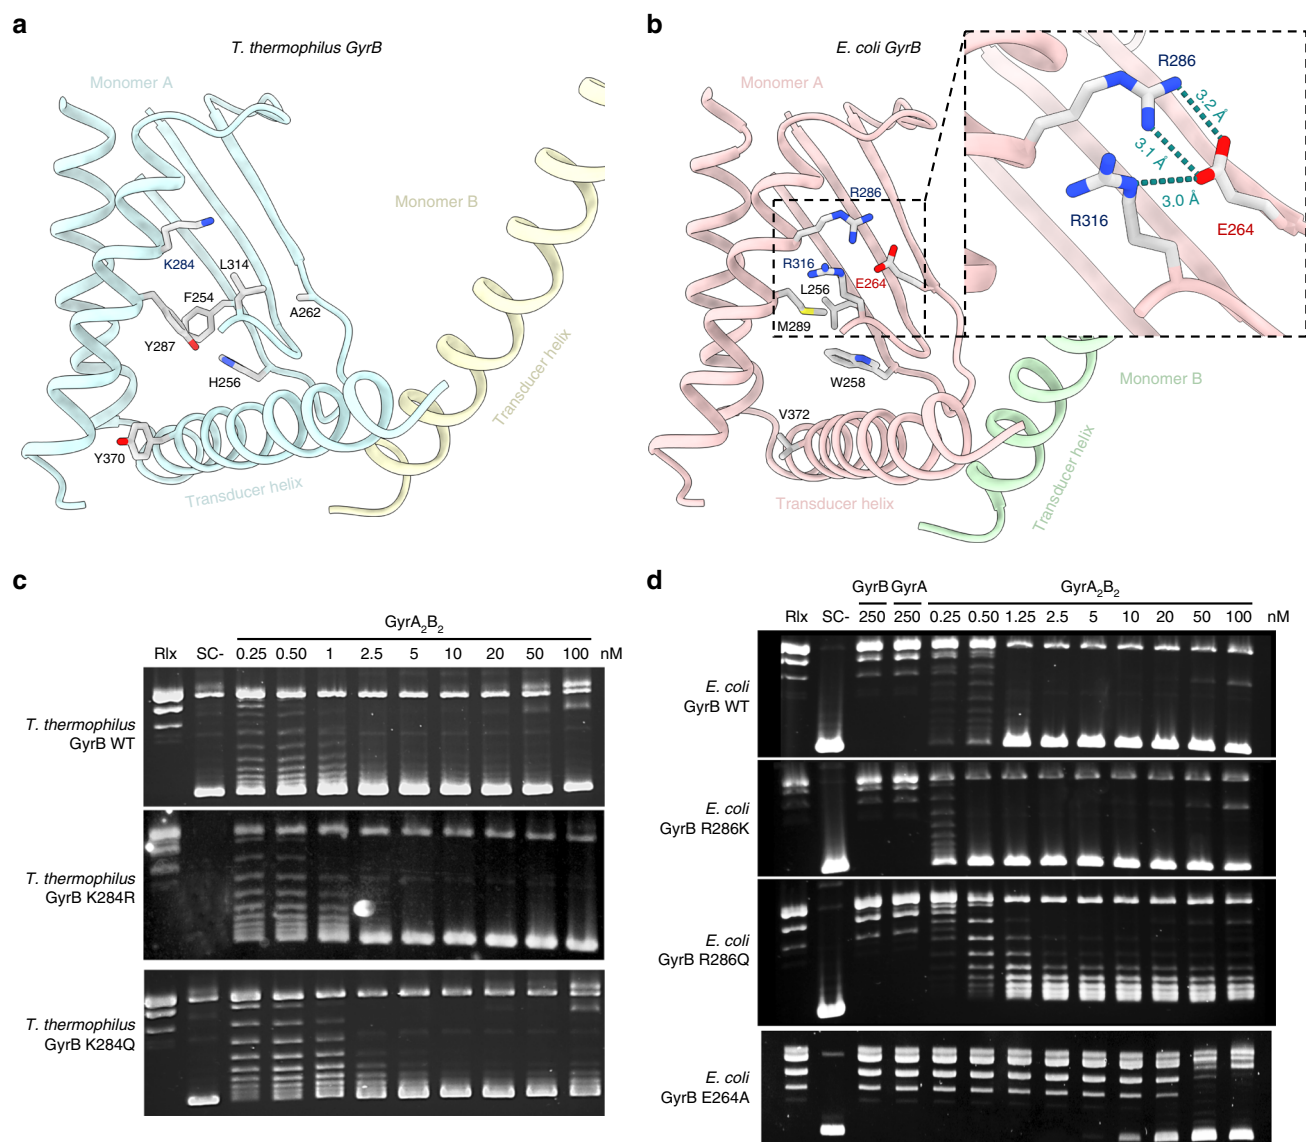 a
T. thermophilus GyrB
Monomer A
Monomer B
K284
L314
F254
A262
Y287
H256
Y370
Transducer helix
Transducer helix
b
E. coli GyrB
Monomer A
R286
R316
L256
E264
M289
W258
V372
Transducer helix
Monomer B
Transducer helix
R286
3.2 Å
3.1 Å
3.0 Å
R316
E264
c
GyrA2B2
Rlx SC- 0.25 0.50 1 2.5 5 10 20 50 100 nM
T. thermophilus
GyrB WT
T. thermophilus
GyrB K284R
T. thermophilus
GyrB K284Q
d
GyrB GyrA GyrA2B2
Rlx SC- 250 250 0.25 0.50 1.25 2.5 5 10 20 50 100 nM
E. coli
GyrB WT
E. coli
GyrB R286K
E. coli
GyrB R286Q
E. coli
GyrB E264A